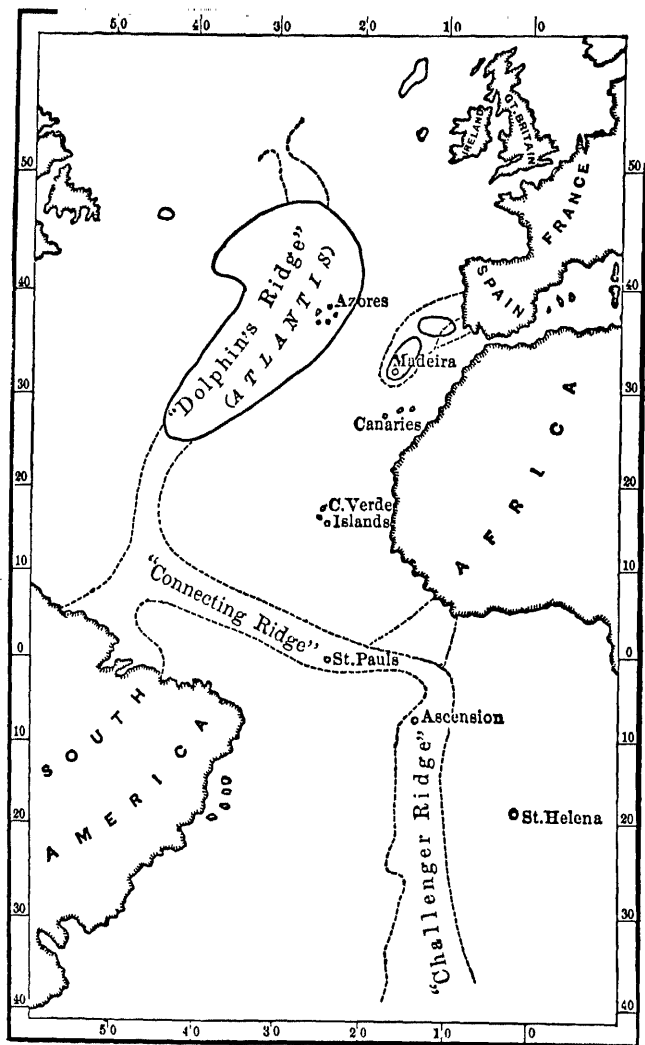 50 40 30 20 10 0
IRELAND
GT. BRITAIN
50 50
FRANCE
"Dolphin's Ridge"
(ATLANTIS)
SPAIN
40 40
Azores
Madeira
30 30
Canaries
AFRICA
20 20
C. Verde
Islands
10 10
"Connecting Ridge"
0 0
St. Pauls
SOUTH
AMERICA
Ascension
10 10
"Challenger Ridge"
20 20
St. Helena
30 30
40 40
50 40 30 20 10 0